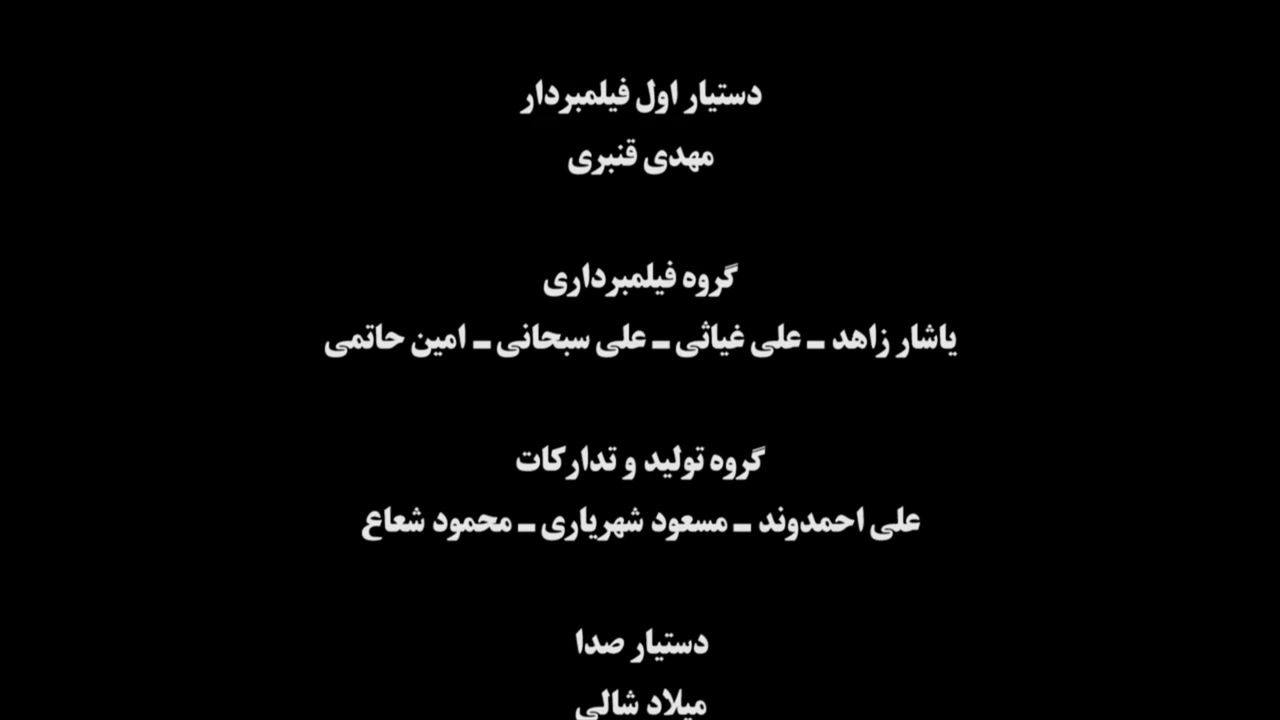 دستیار اول فیلمبردار
مهدی قنبری
گروه فیلمبرداری
یاشار زاهد ـ علی غیاثی ـ علی سبحانی ـ امین حاتمی
گروه تولید و تدارکات
علی احمدوند ـ مسعود شهریاری ـ محمود شعاع
دستیار صدا
میلاد شالی